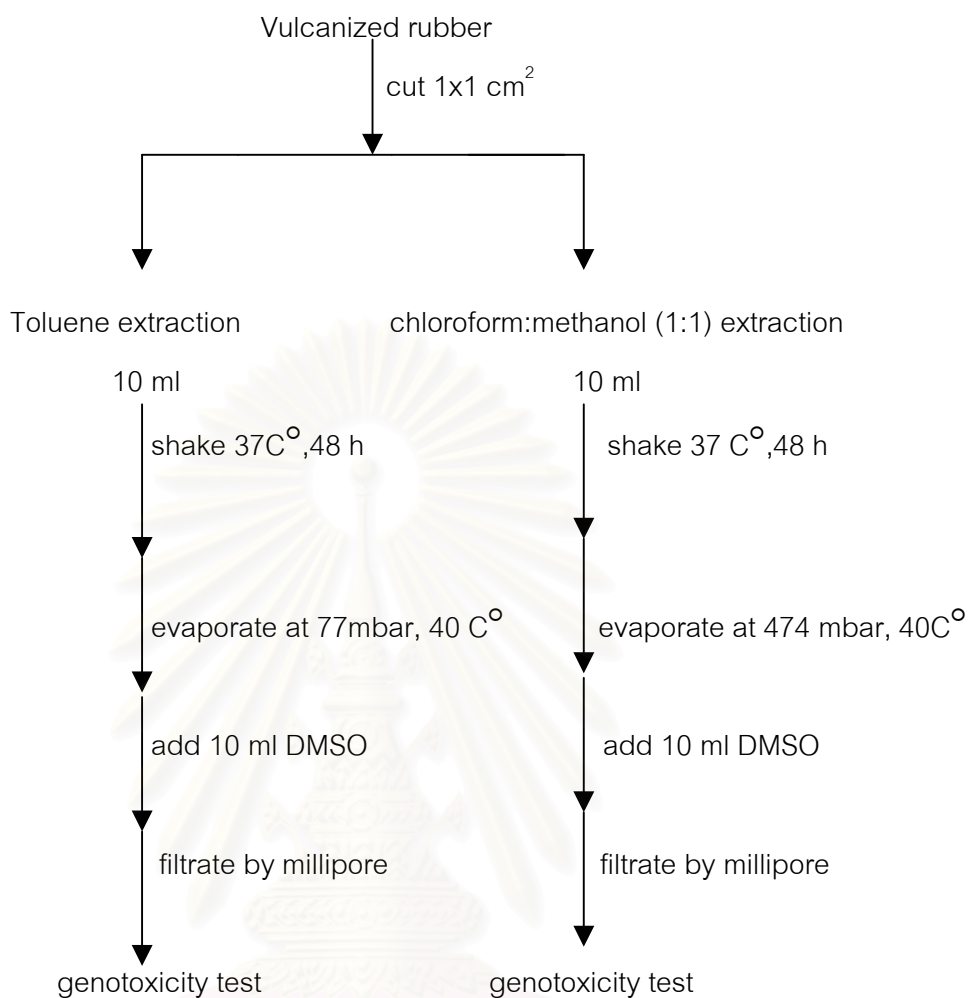 Vulcanized rubber
cut 1x1 cm²
Toluene extraction
10 ml
shake 37C°,48 h
evaporate at 77mbar, 40 C°
add 10 ml DMSO
filtrate by millipore
genotoxicity test
chloroform:methanol (1:1) extraction
10 ml
shake 37 C°,48 h
evaporate at 474 mbar, 40C°
add 10 ml DMSO
filtrate by millipore
genotoxicity test